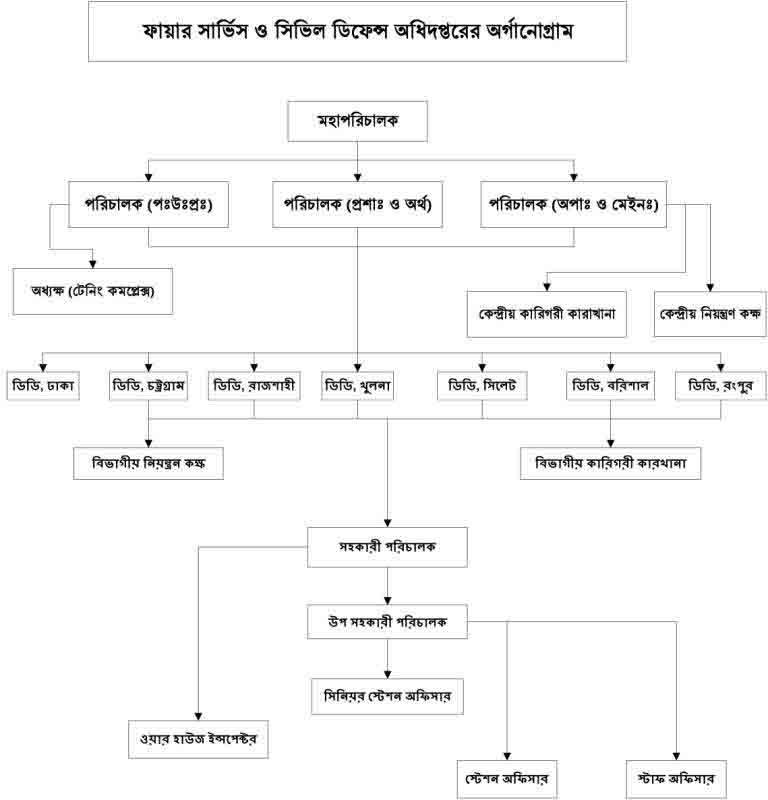 ফায়ার সার্ভিস ও সিভিল ডিফেন্স অধিদপ্তরের অর্গানোগ্রাম
মহাপরিচালক
পরিচালক (পঃউঃপ্রঃ)
পরিচালক (প্রশাঃ ও অর্থ)
পরিচালক (অপাঃ ও মেইনঃ)
অধ্যক্ষ (টেনিং কমপ্লেক্স)
কেন্দ্রীয় কারিগরী কারাখানা
কেন্দ্রীয় নিয়ন্ত্রণ কক্ষ
ডিডি, ঢাকা
ডিডি, চট্টগ্রাম
ডিডি, রাজশাহী
ডিডি, খুলনা
ডিডি, সিলেট
ডিডি, বরিশাল
ডিডি, রংপুর
বিভাগীয় নিয়ন্ত্রন কক্ষ
বিভাগীয় কারিগরী কারখানা
সহকারী পরিচালক
উপ সহকারী পরিচালক
সিনিয়র স্টেশন অফিসার
ওয়ার হাউজ ইন্সপেক্টর
স্টেশন অফিসার
স্টাফ অফিসার